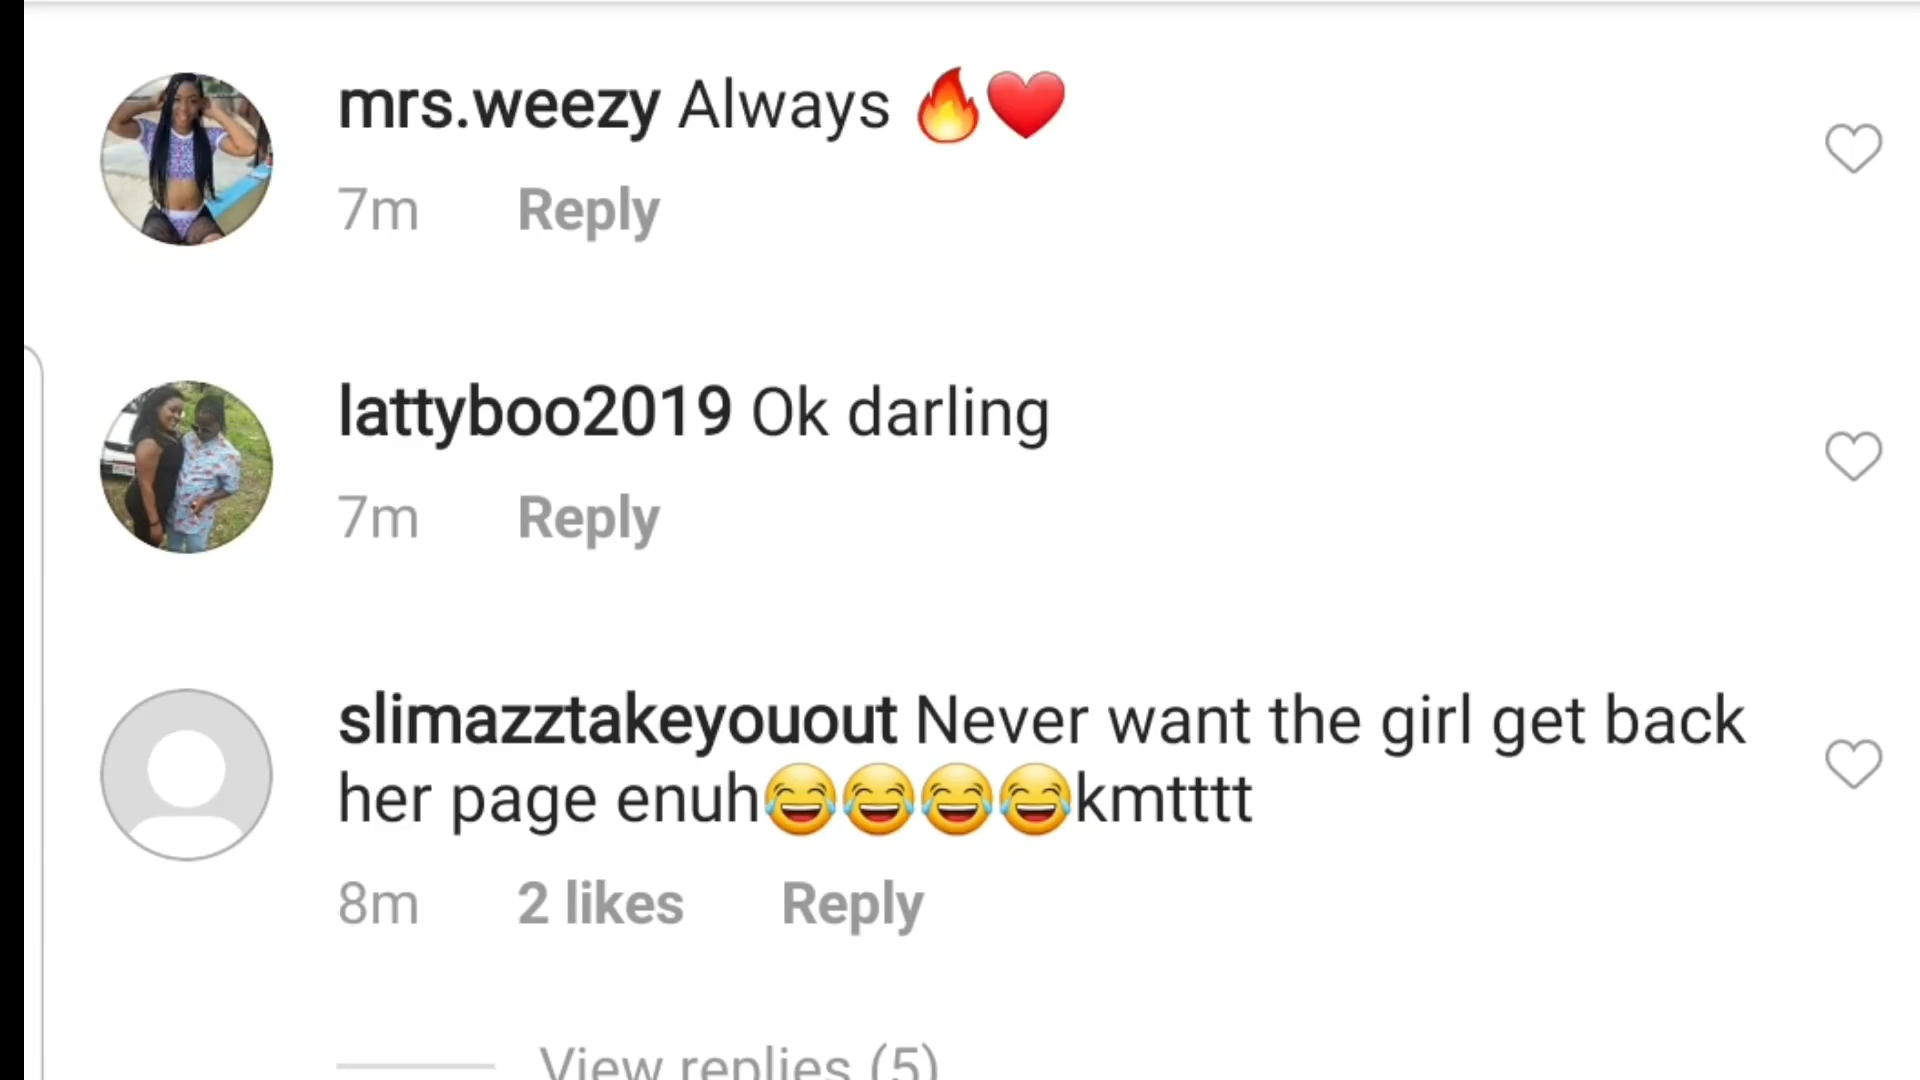 mrs.weezy Always 🔥❤️
7m Reply
lattyboo2019 Ok darling
7m Reply
slimazztakeyouout Never want the girl get back
her page enuh😂😂😂😂kmtttt
8m 2 likes Reply
View replies (5)